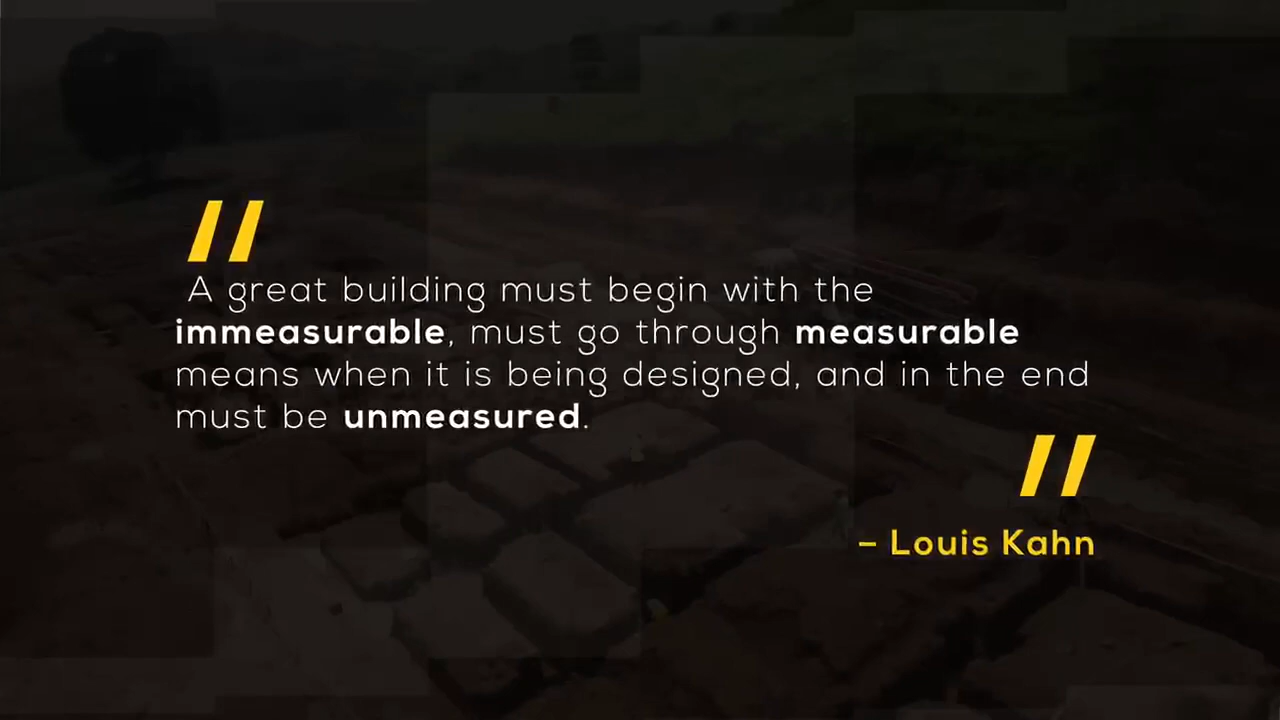 "
A great building must begin with the
immeasurable, must go through measurable
means when it is being designed, and in the end
must be unmeasured.
"
– Louis Kahn